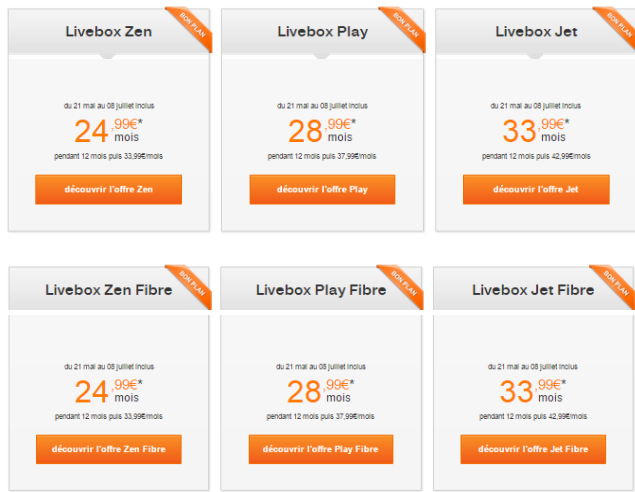 Livebox Zen
BON PLAN
du 21 mai au 08 juillet inclus
24,99€*
mois
pendant 12 mois puis 33,99€/mois
découvrir l'offre Zen
Livebox Play
BON PLAN
du 21 mai au 08 juillet inclus
28,99€*
mois
pendant 12 mois puis 37,99€/mois
découvrir l'offre Play
Livebox Jet
BON PLAN
du 21 mai au 08 juillet inclus
33,99€*
mois
pendant 12 mois puis 42,99€/mois
découvrir l'offre Jet
Livebox Zen Fibre
BON PLAN
du 21 mai au 08 juillet inclus
24,99€*
mois
pendant 12 mois puis 33,99€/mois
découvrir l'offre Zen Fibre
Livebox Play Fibre
BON PLAN
du 21 mai au 08 juillet inclus
28,99€*
mois
pendant 12 mois puis 37,99€/mois
découvrir l'offre Play Fibre
Livebox Jet Fibre
BON PLAN
du 21 mai au 08 juillet inclus
33,99€*
mois
pendant 12 mois puis 42,99€/mois
découvrir l'offre Jet Fibre